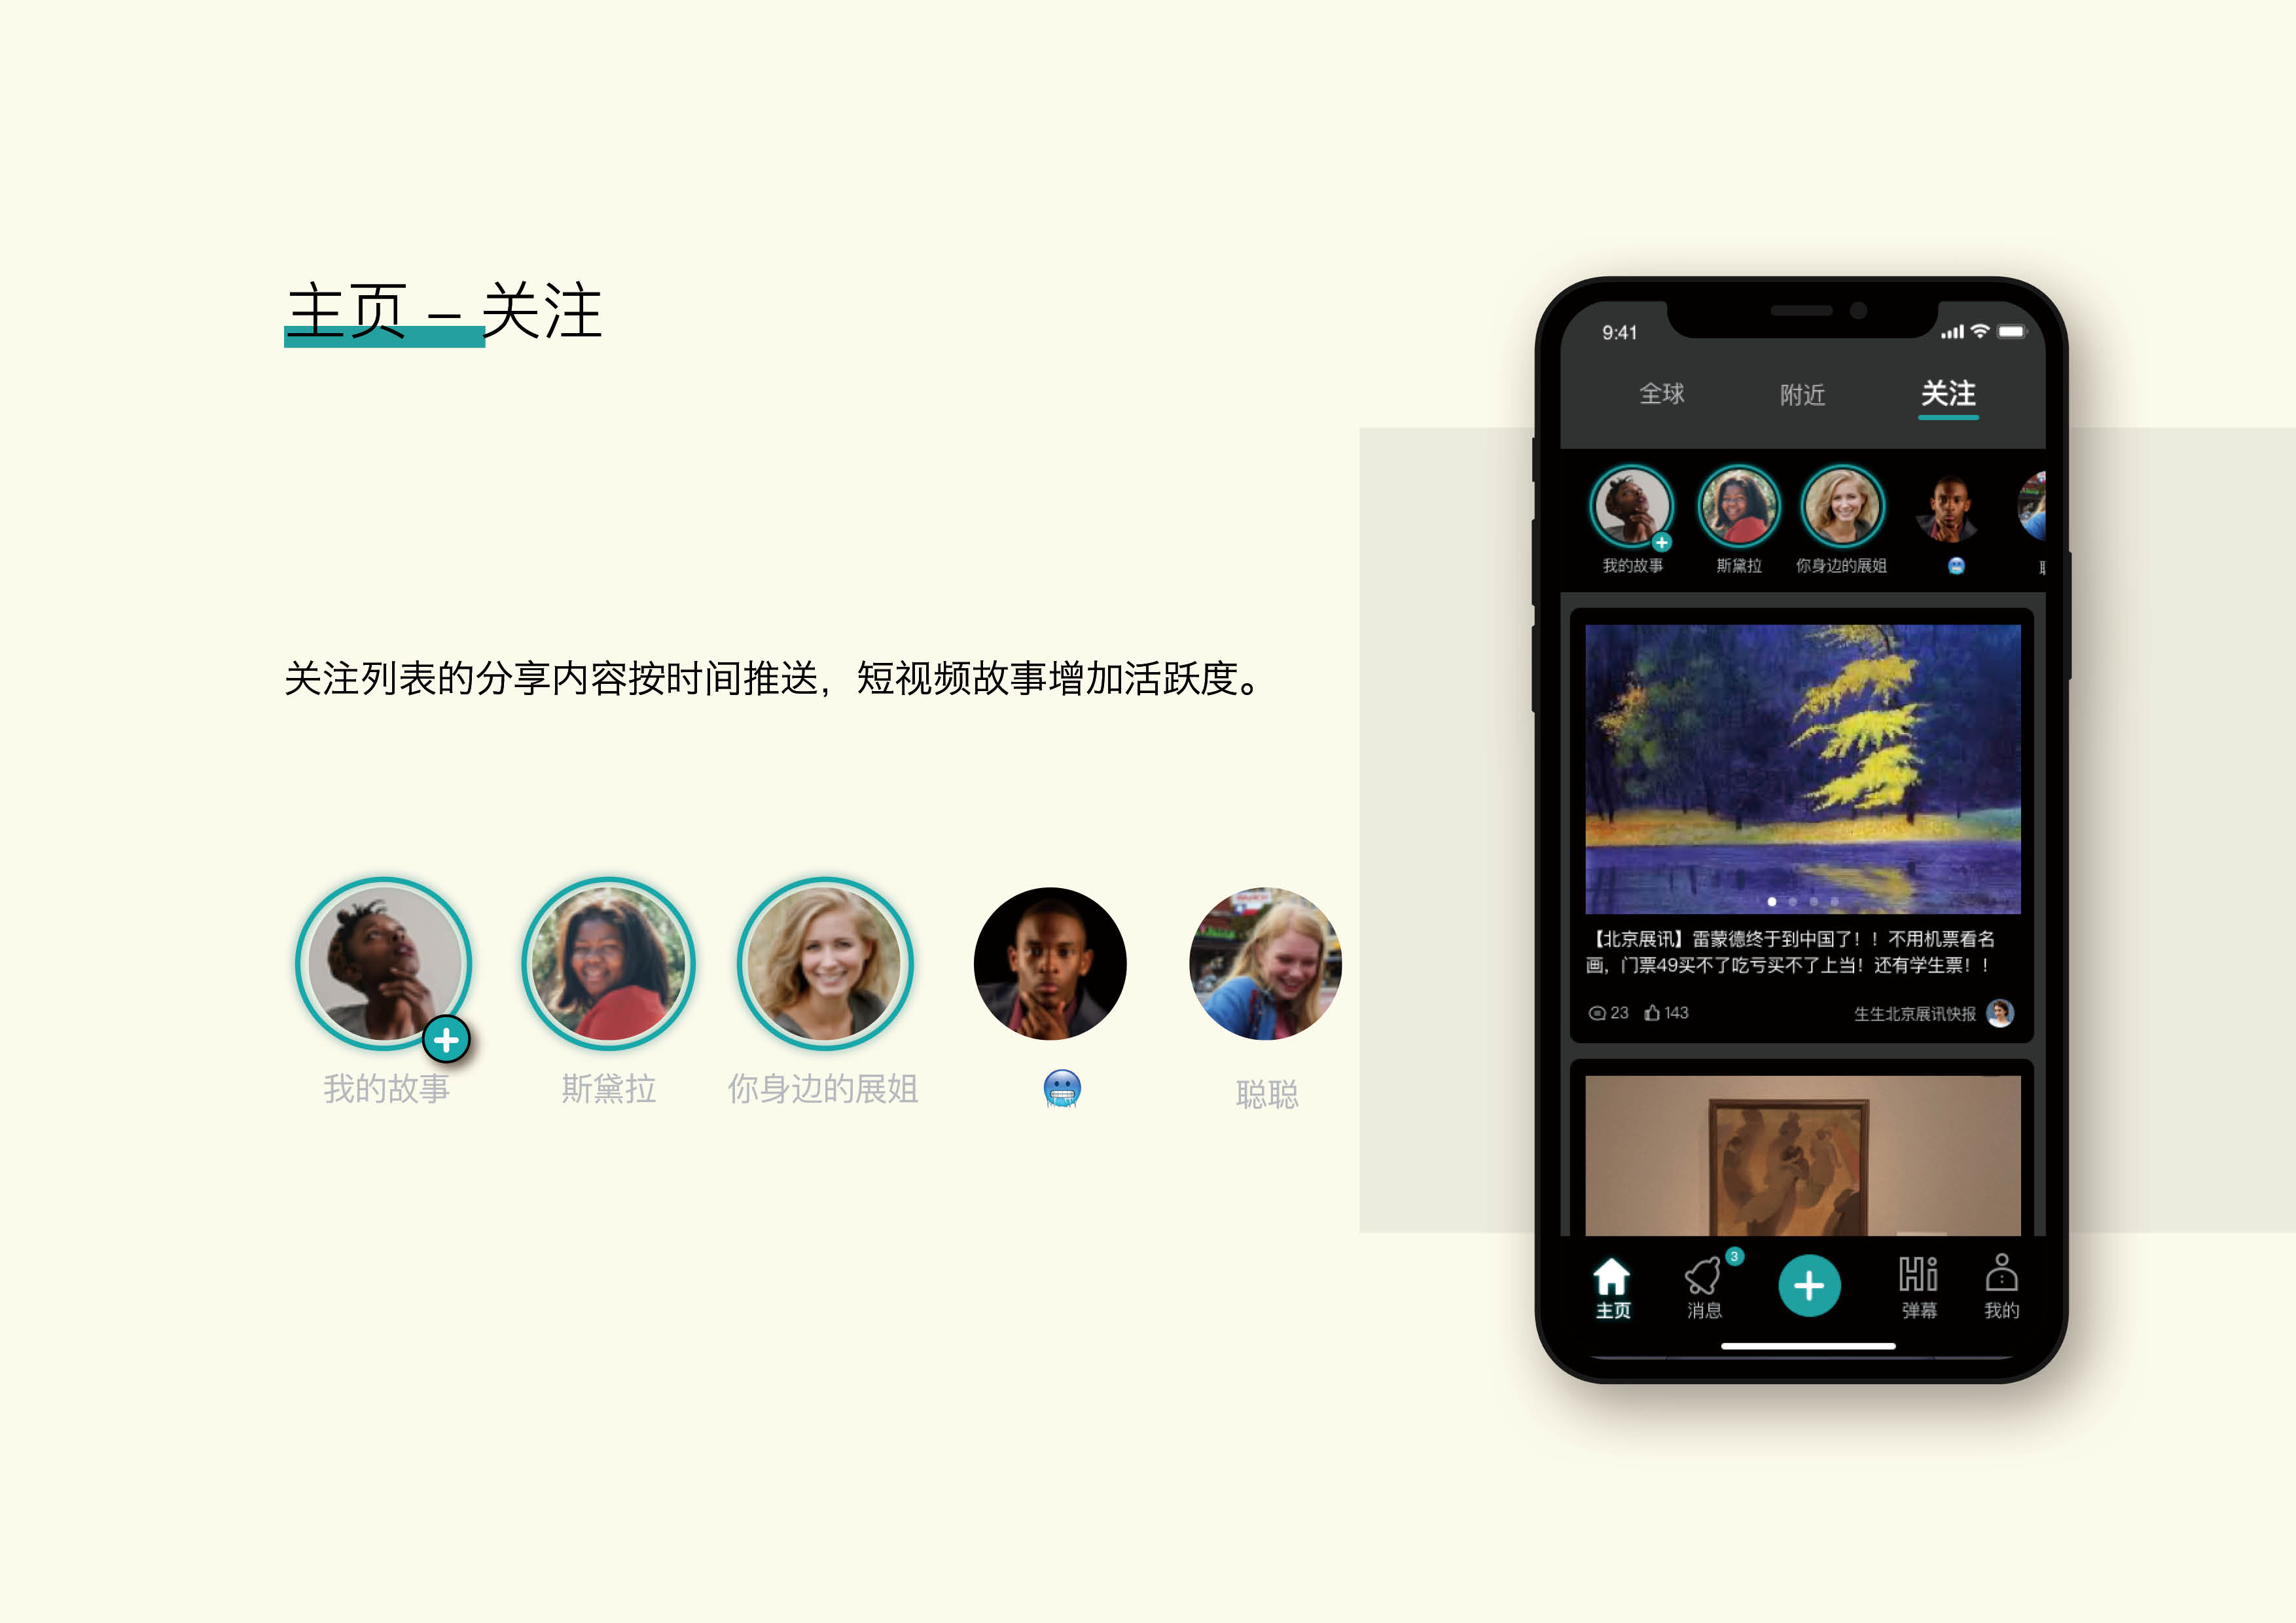 主页 – 关注
关注列表的分享内容按时间推送，短视频故事增加活跃度。
我的故事
斯黛拉
你身边的展姐
🥶
聪聪
9:41
全球
附近
关注
我的故事
斯黛拉
你身边的展姐
🥶
【北京展讯】雷蒙德终于到中国了！！不用机票看名
画，门票49买不了吃亏买不了上当！还有学生票！！
23
143
生生北京展讯快报
主页
消息
3
Hi
弹幕
我的